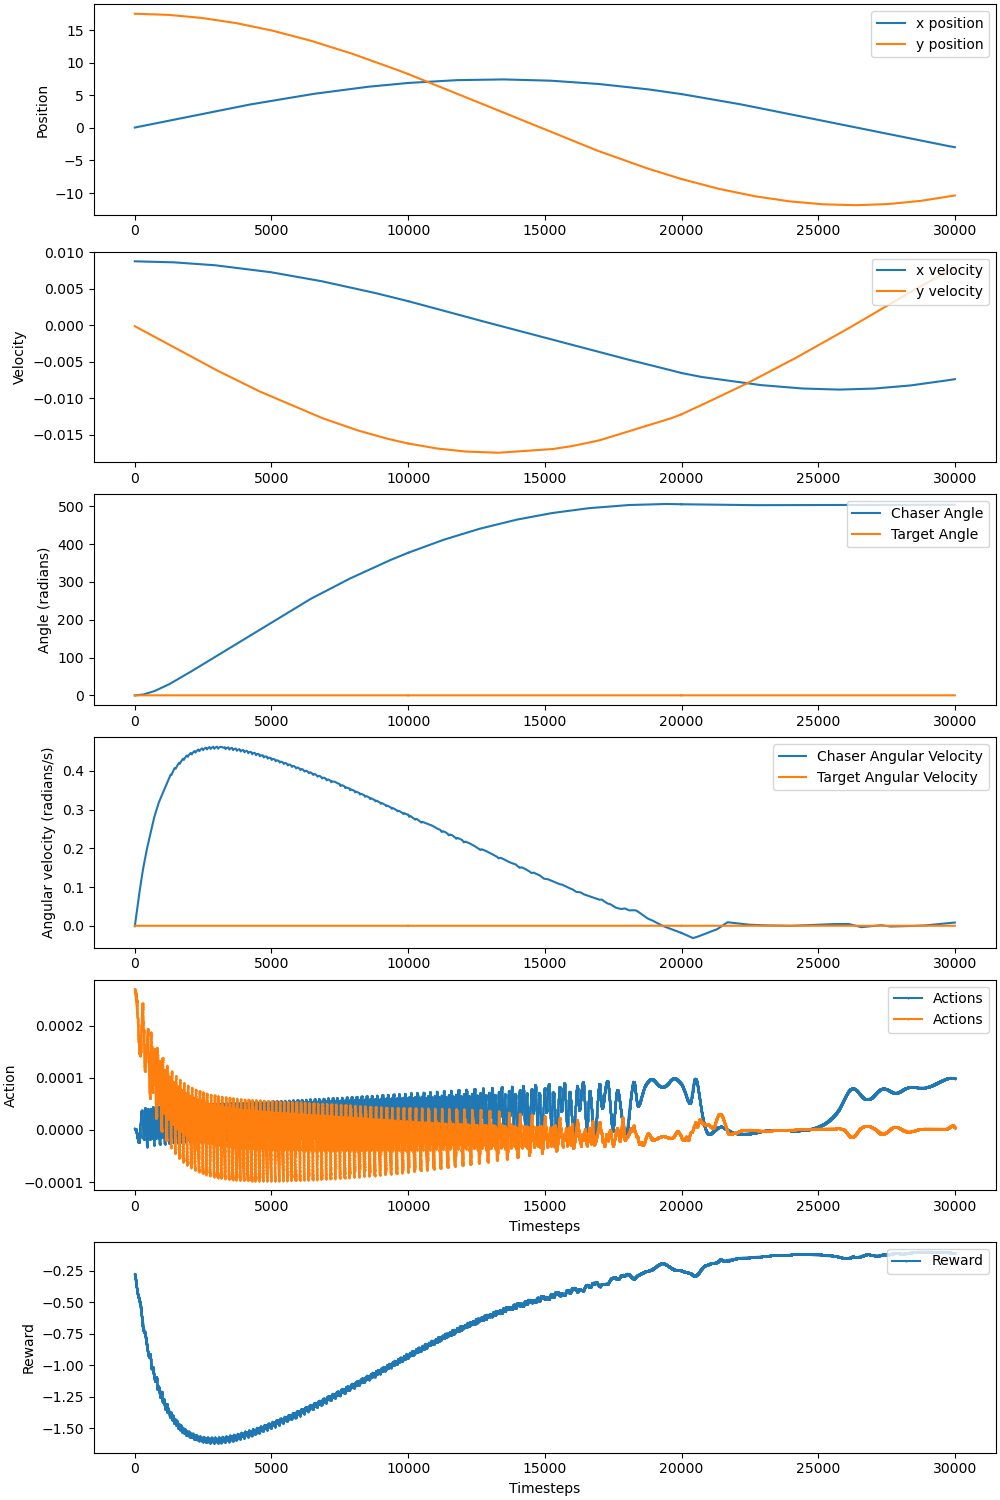 15
10
5
0
−5
−10
Position
x position
y position
0 5000 10000 15000 20000 25000 30000
0.010
0.005
0.000
−0.005
−0.010
−0.015
Velocity
x velocity
y velocity
0 5000 10000 15000 20000 25000 30000
500
400
300
200
100
0
Angle (radians)
Chaser Angle
Target Angle
0 5000 10000 15000 20000 25000 30000
0.4
0.3
0.2
0.1
0.0
Angular velocity (radians/s)
Chaser Angular Velocity
Target Angular Velocity
0 5000 10000 15000 20000 25000 30000
0.0002
0.0001
0.0000
−0.0001
Action
Actions
Actions
0 5000 10000 15000 20000 25000 30000
Timesteps
−0.25
−0.50
−0.75
−1.00
−1.25
−1.50
Reward
Reward
0 5000 10000 15000 20000 25000 30000
Timesteps